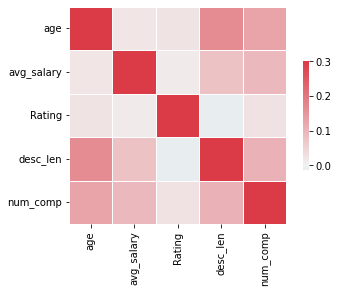 age
avg_salary
Rating
desc_len
num_comp
age
avg_salary
Rating
desc_len
num_comp
0.3
0.2
0.1
0.0